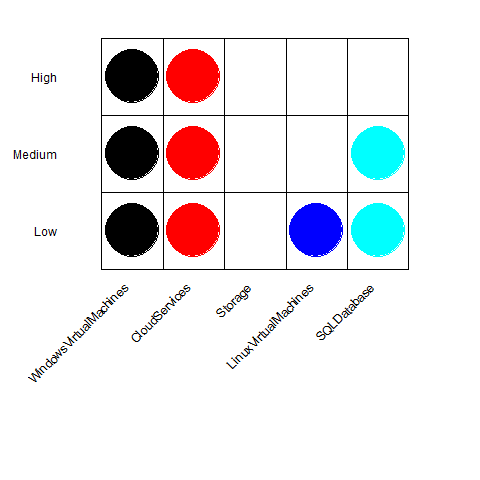 High
Medium
Low
WindowsVirtualMachines
CloudServices
Storage
LinuxVirtualMachines
SQLDatabase